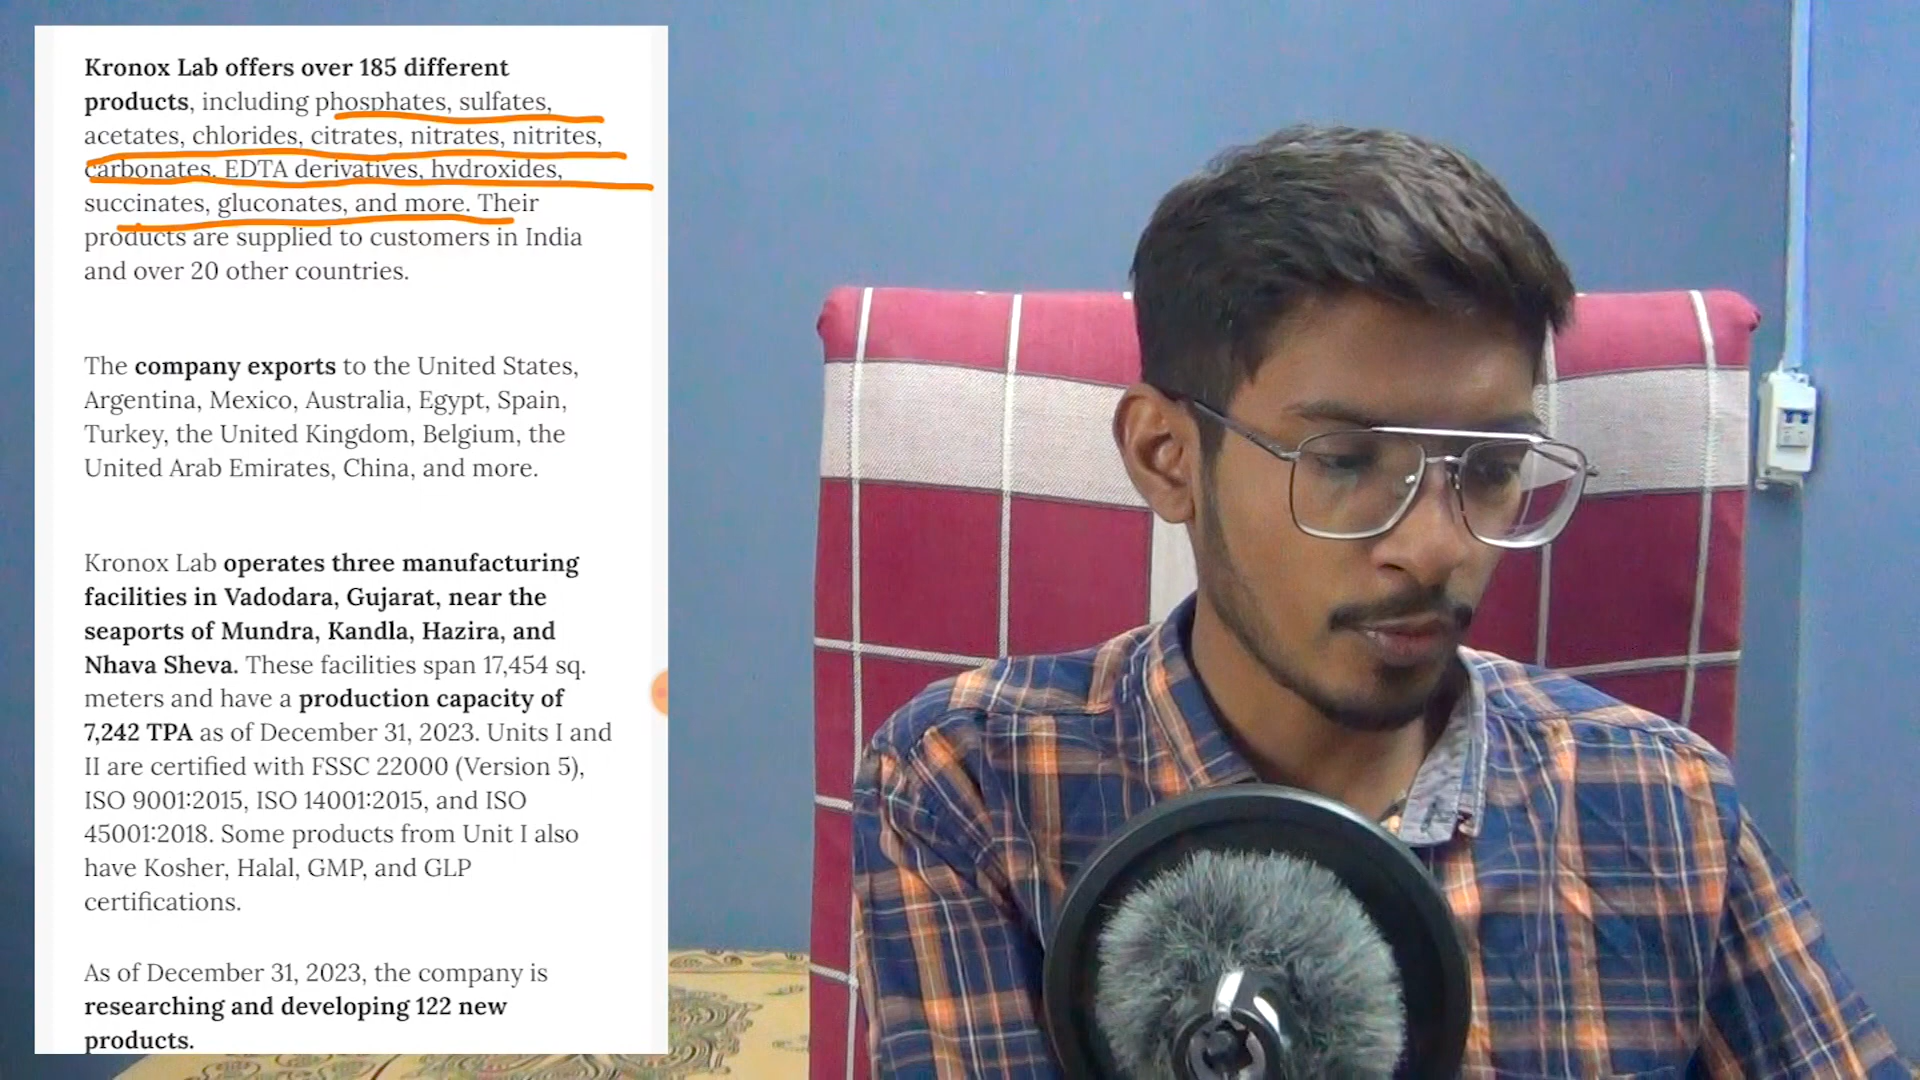 Kronox Lab offers over 185 different
products, including phosphates, sulfates,
acetates, chlorides, citrates, nitrates, nitrites,
carbonates, EDTA derivatives, hydroxides,
succinates, gluconates, and more. Their
products are supplied to customers in India
and over 20 other countries.
The company exports to the United States,
Argentina, Mexico, Australia, Egypt, Spain,
Turkey, the United Kingdom, Belgium, the
United Arab Emirates, China, and more.
Kronox Lab operates three manufacturing
facilities in Vadodara, Gujarat, near the
seaports of Mundra, Kandla, Hazira, and
Nhava Sheva. These facilities span 17,454 sq.
meters and have a production capacity of
7,242 TPA as of December 31, 2023. Units I and
II are certified with FSSC 22000 (Version 5),
ISO 9001:2015, ISO 14001:2015, and ISO
45001:2018. Some products from Unit I also
have Kosher, Halal, GMP, and GLP
certifications.
As of December 31, 2023, the company is
researching and developing 122 new
products.